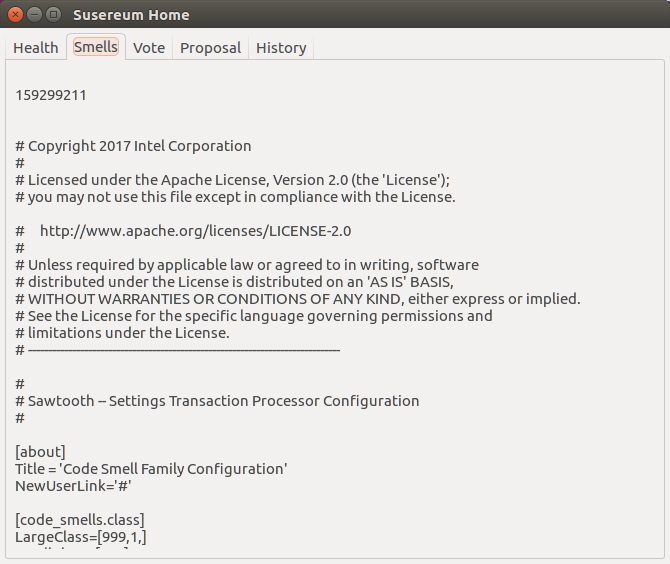 Susereum Home
Health Smells Vote Proposal History
159299211
# Copyright 2017 Intel Corporation
#
# Licensed under the Apache License, Version 2.0 (the 'License');
# you may not use this file except in compliance with the License.
#     http://www.apache.org/licenses/LICENSE-2.0
#
# Unless required by applicable law or agreed to in writing, software
# distributed under the License is distributed on an 'AS IS' BASIS,
# WITHOUT WARRANTIES OR CONDITIONS OF ANY KIND, either express or implied.
# See the License for the specific language governing permissions and
# limitations under the License.
# ------------------------------------------------------------------------------
#
# Sawtooth -- Settings Transaction Processor Configuration
#
[about]
Title = 'Code Smell Family Configuration'
NewUserLink='#'
[code_smells.class]
LargeClass=[999,1,]